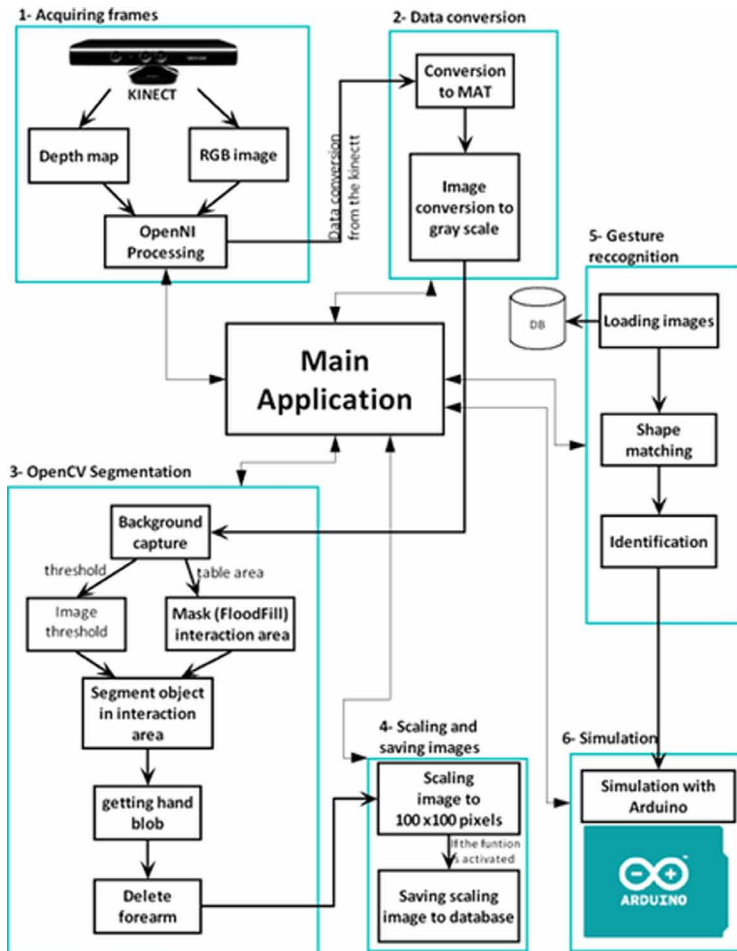 1- Acquiring frames
KINECT
Depth map
RGB image
OpenNI
Processing
Data conversion
from the kinectt
2- Data conversion
Conversion
to MAT
Image
conversion to
gray scale
Main
Application
5- Gesture
reccognition
DB
Loading images
Shape
matching
Identification
3- OpenCV Segmentation
Background
capture
threshold
table area
Image
threshold
Mask (FloodFill)
interaction area
Segment object
in interaction
area
getting hand
blob
Delete
forearm
4- Scaling and
saving images
Scaling
image to
100 x100 pixels
If the funtion
is activated
Saving scaling
image to database
6- Simulation
Simulation with
Arduino
ARDUINO